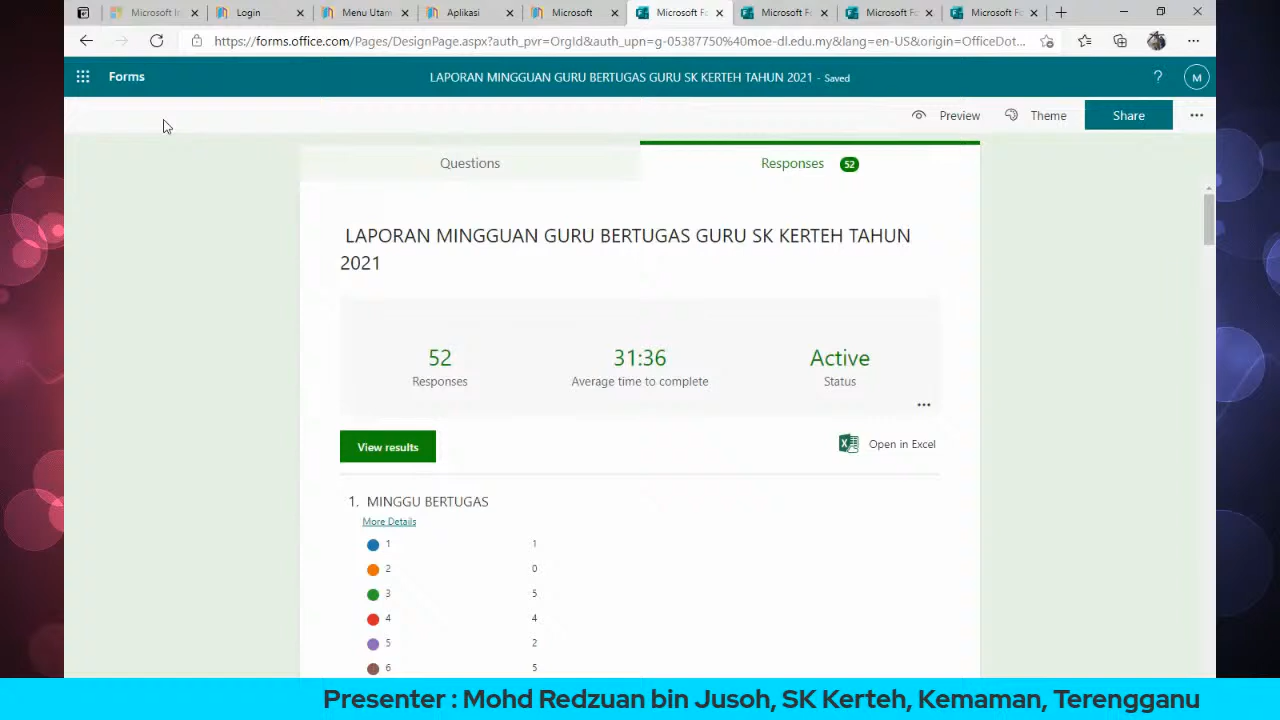 Microsoft In
Login
Menu Utam
Aplikasi
Microsoft
Microsoft Fo
Microsoft Fo
Microsoft Fo
Microsoft Fo
https://forms.office.com/Pages/DesignPage.aspx?auth_pvr=OrgId&auth_upn=g-05387750%40moe-dl.edu.my&lang=en-US&origin=OfficeDot...
Forms
LAPORAN MINGGUAN GURU BERTUGAS GURU SK KERTEH TAHUN 2021 - Saved
? M
Preview
Theme
Share
Questions
Responses 52
LAPORAN MINGGUAN GURU BERTUGAS GURU SK KERTEH TAHUN
2021
52 31:36 Active
Responses Average time to complete Status
View results
Open in Excel
1. MINGGU BERTUGAS
More Details
1 1
2 0
3 5
4 4
5 2
6 5
Presenter : Mohd Redzuan bin Jusoh, SK Kerteh, Kemaman, Terengganu